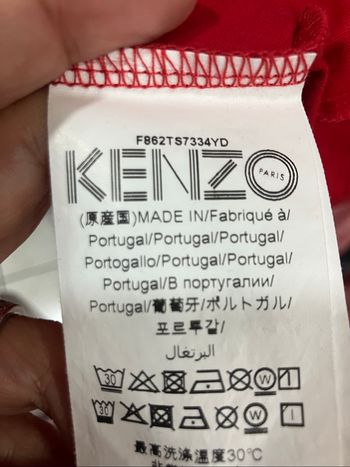 F862TS7334YD
KENZO
PARIS
(原産国)MADE IN/Fabriqué à/
Portugal/Portugal/Portugal/
Portogallo/Portugal/Portugal/
Portugal/В португалии/
Portugal/葡萄牙/ポルトガル/
포르투갈/
البرتغال
30 W
30 W
最高洗涤温度30℃